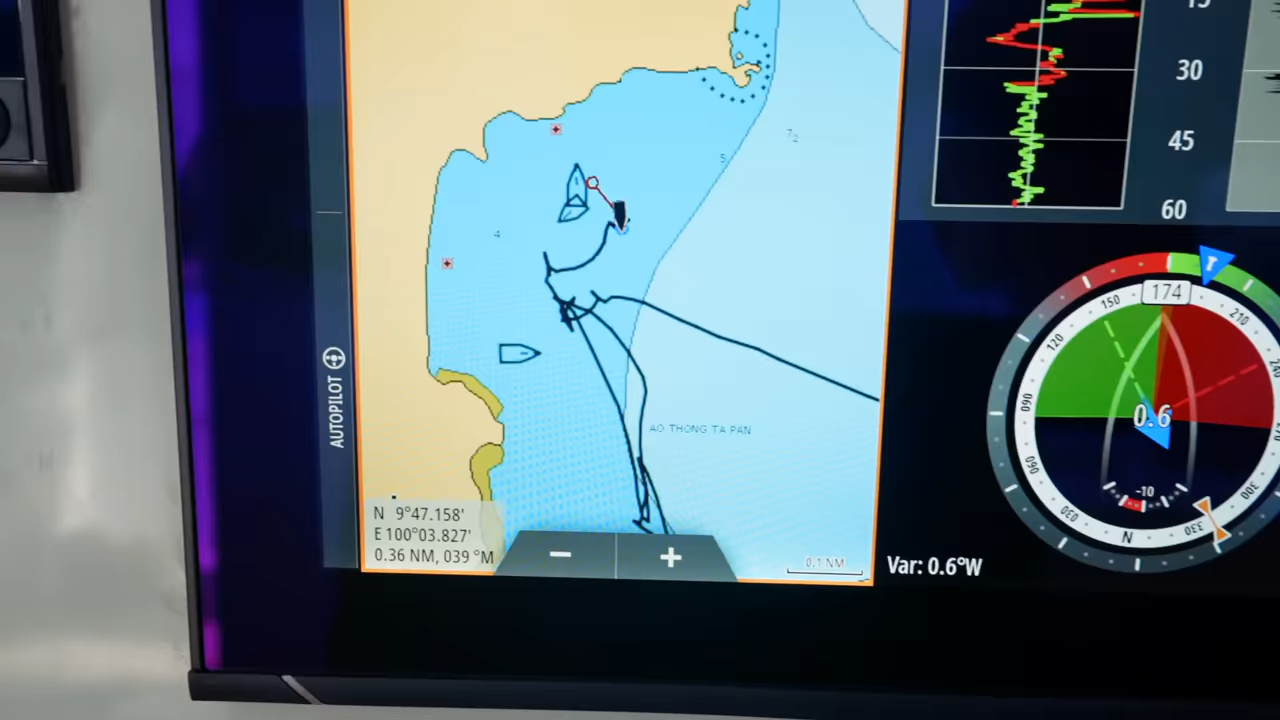 15
30
45
60
7₂
5
4
AUTOPILOT
AO THONG TA PAN
N 9°47.158'
E 100°03.827'
0.36 NM, 039 °M
−
+
0.1 NM
Var: 0.6°W
T
174
150
210
120
240
090
060
0.6
-10
030
N
330
300